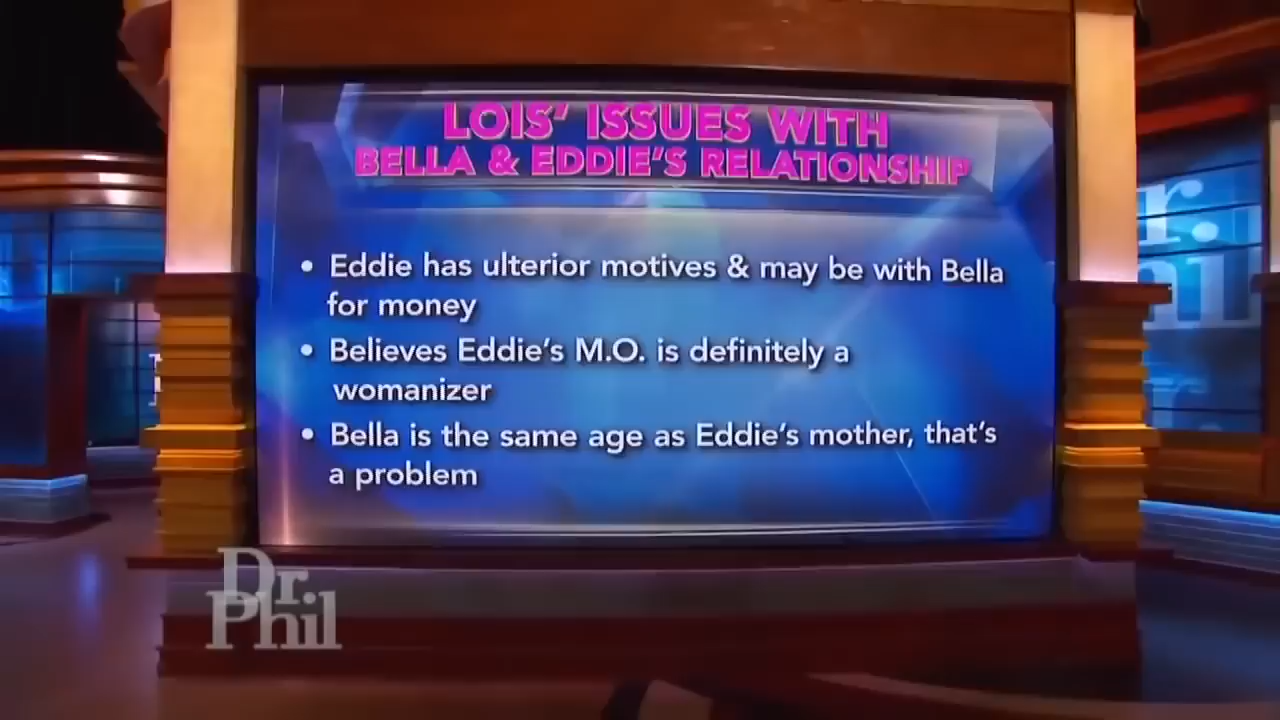 LOIS' ISSUES WITH
BELLA & EDDIE'S RELATIONSHIP
• Eddie has ulterior motives & may be with Bella
for money
• Believes Eddie's M.O. is definitely a
womanizer
• Bella is the same age as Eddie's mother, that's
a problem
Dr.
Phil
r.
hil